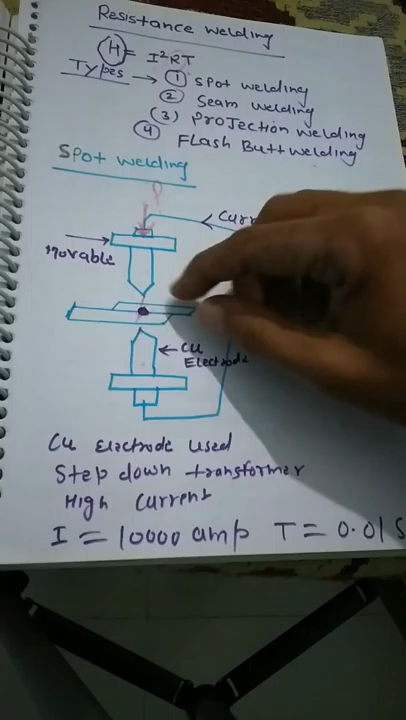 Resistance welding
H = I²RT
Types → ① Spot welding
② Seam welding
(3) Projection welding
④ Flash Butt welding
Spot welding
P
Movable
Cu
Electrode
Cu Electrode used
Step down transformer
High current
I = 10000 amp T = 0.01 S